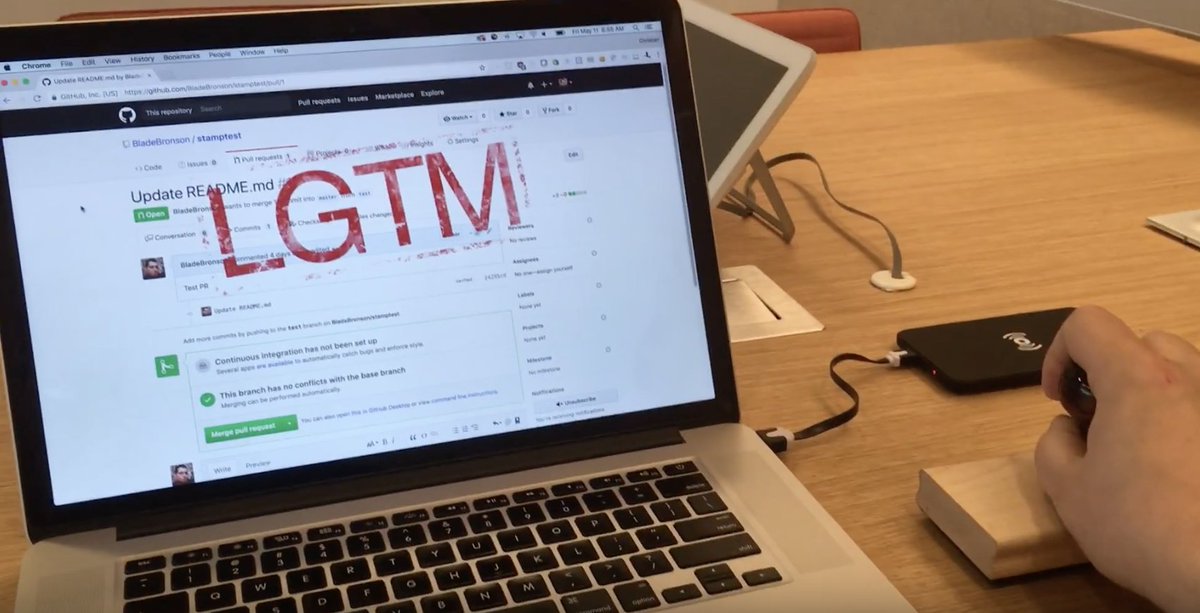 Chrome File Edit View History Bookmarks People Window Help
Fri May 11 8:55 AM
Update README.md by Blade
GitHub, Inc. [US] https://github.com/BladeBronson/stamptest/pull/1
This repository Search Pull requests Issues Marketplace Explore
BladeBronson / stamptest
Watch 0 Star 0 Fork 0
Code Issues 0 Pull requests 1 Projects 0 Insights Settings
Update README.md
Edit
LGTM
Open BladeBronson wants to merge commit into master from test
Conversation 0 Commits 1 Checks files changed
BladeBronson commented 4 days
Test PR
Update README.md
Add more commits by pushing to the test branch on BladeBronson/stamptest.
Continuous integration has not been set up
Several apps are available to automatically catch bugs and enforce style.
This branch has no conflicts with the base branch
Merging can be performed automatically.
Merge pull request
You can also open this in GitHub Desktop or view command line instructions.
Write Preview
Reviewers
No reviews
Assignees
No one—assign yourself
Labels
None yet
Projects
None yet
Milestone
No milestone
Notifications
Unsubscribe
You're receiving notifications
Q W E R T Y U I O P
S D F G H J K L
B N M
command option
delete
return
shift